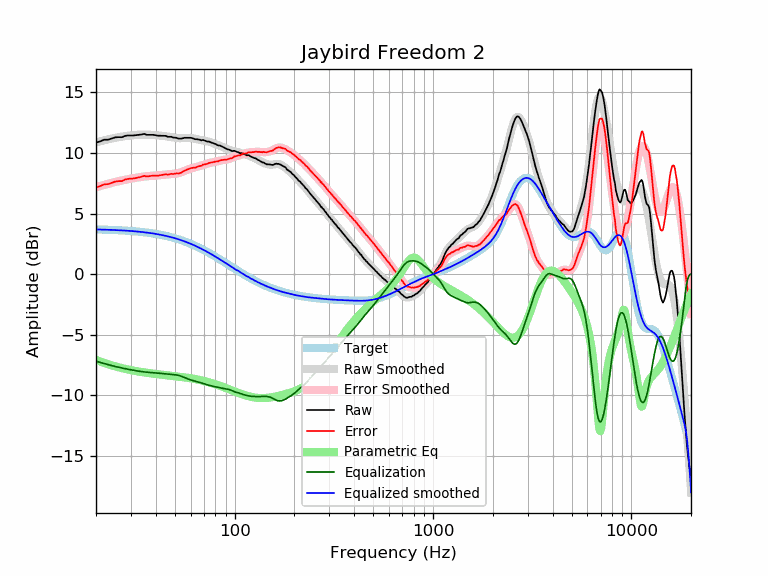 Jaybird Freedom 2
15
10
5
0
−5
−10
−15
Amplitude (dBr)
Target
Raw Smoothed
Error Smoothed
Raw
Error
Parametric Eq
Equalization
Equalized smoothed
100
1000
10000
Frequency (Hz)